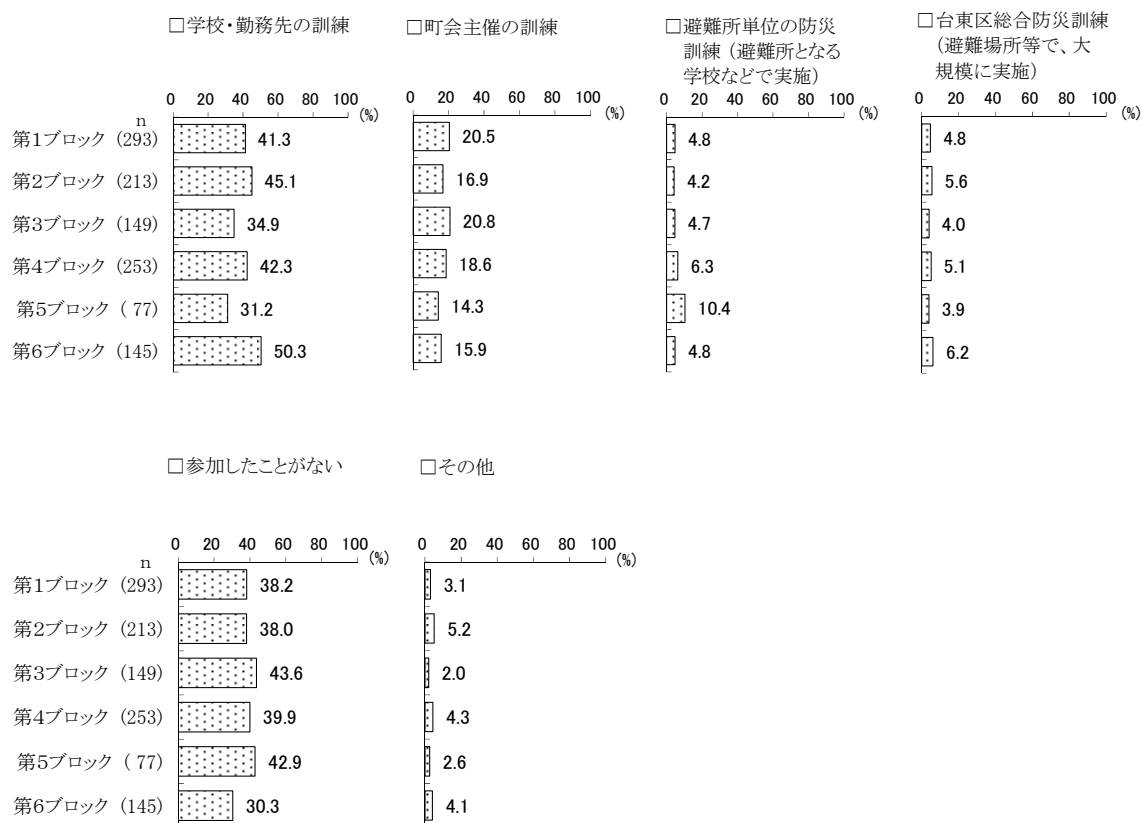 □学校・勤務先の訓練
□町会主催の訓練
□避難所単位の防災
訓練（避難所となる
学校などで実施）
□台東区総合防災訓練
（避難場所等で、大
規模に実施）
0 20 40 60 80 100 (%)
0 20 40 60 80 100 (%)
0 20 40 60 80 100 (%)
0 20 40 60 80 100 (%)
n
第1ブロック (293) 41.3 20.5 4.8 4.8
第2ブロック (213) 45.1 16.9 4.2 5.6
第3ブロック (149) 34.9 20.8 4.7 4.0
第4ブロック (253) 42.3 18.6 6.3 5.1
第5ブロック ( 77) 31.2 14.3 10.4 3.9
第6ブロック (145) 50.3 15.9 4.8 6.2
□参加したことがない
□その他
0 20 40 60 80 100 (%)
0 20 40 60 80 100 (%)
n
第1ブロック (293) 38.2 3.1
第2ブロック (213) 38.0 5.2
第3ブロック (149) 43.6 2.0
第4ブロック (253) 39.9 4.3
第5ブロック ( 77) 42.9 2.6
第6ブロック (145) 30.3 4.1